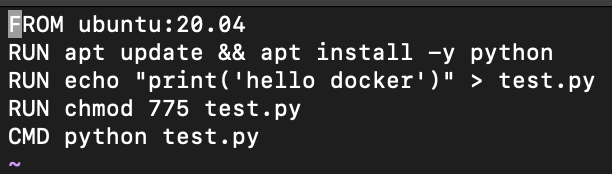 FROM ubuntu:20.04
RUN apt update && apt install -y python
RUN echo "print('hello docker')" > test.py
RUN chmod 775 test.py
CMD python test.py
~